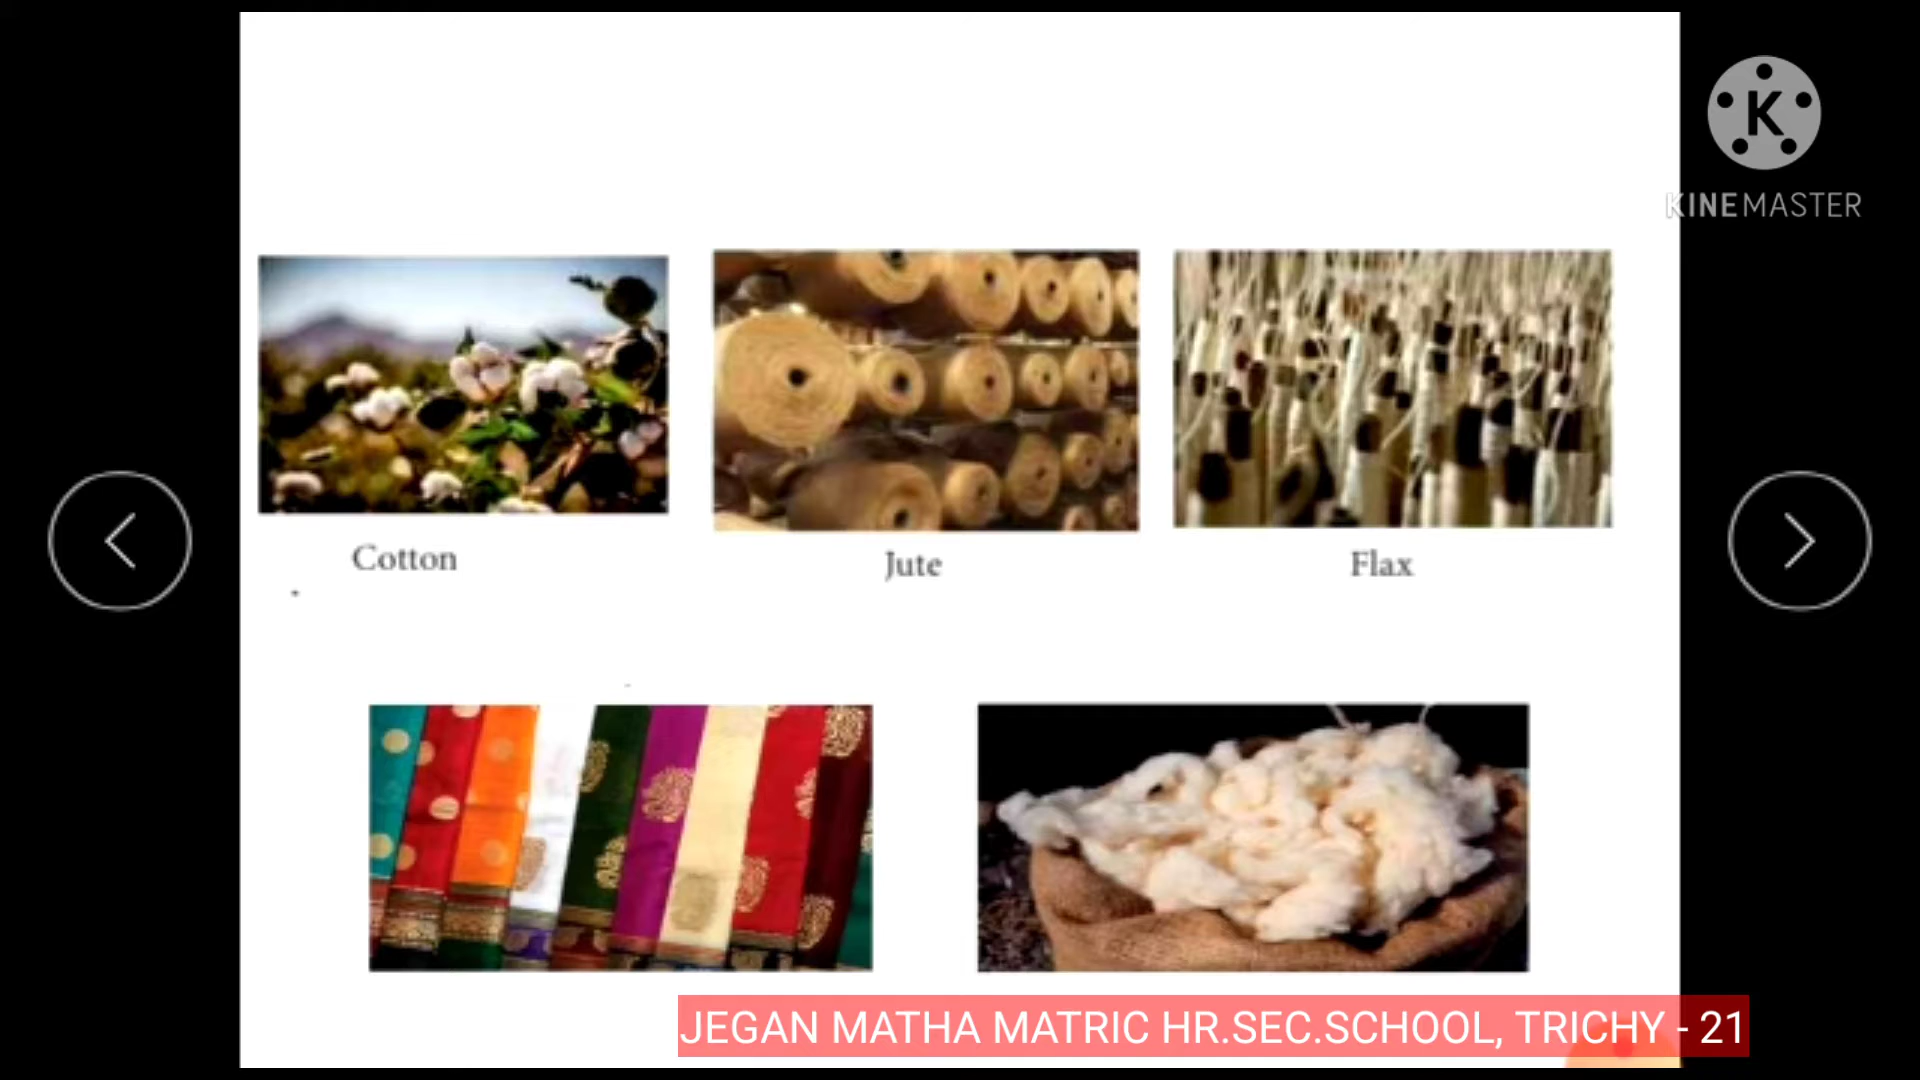 K
KINEMASTER
Cotton
Jute
Flax
JEGAN MATHA MATRIC HR.SEC.SCHOOL, TRICHY - 21